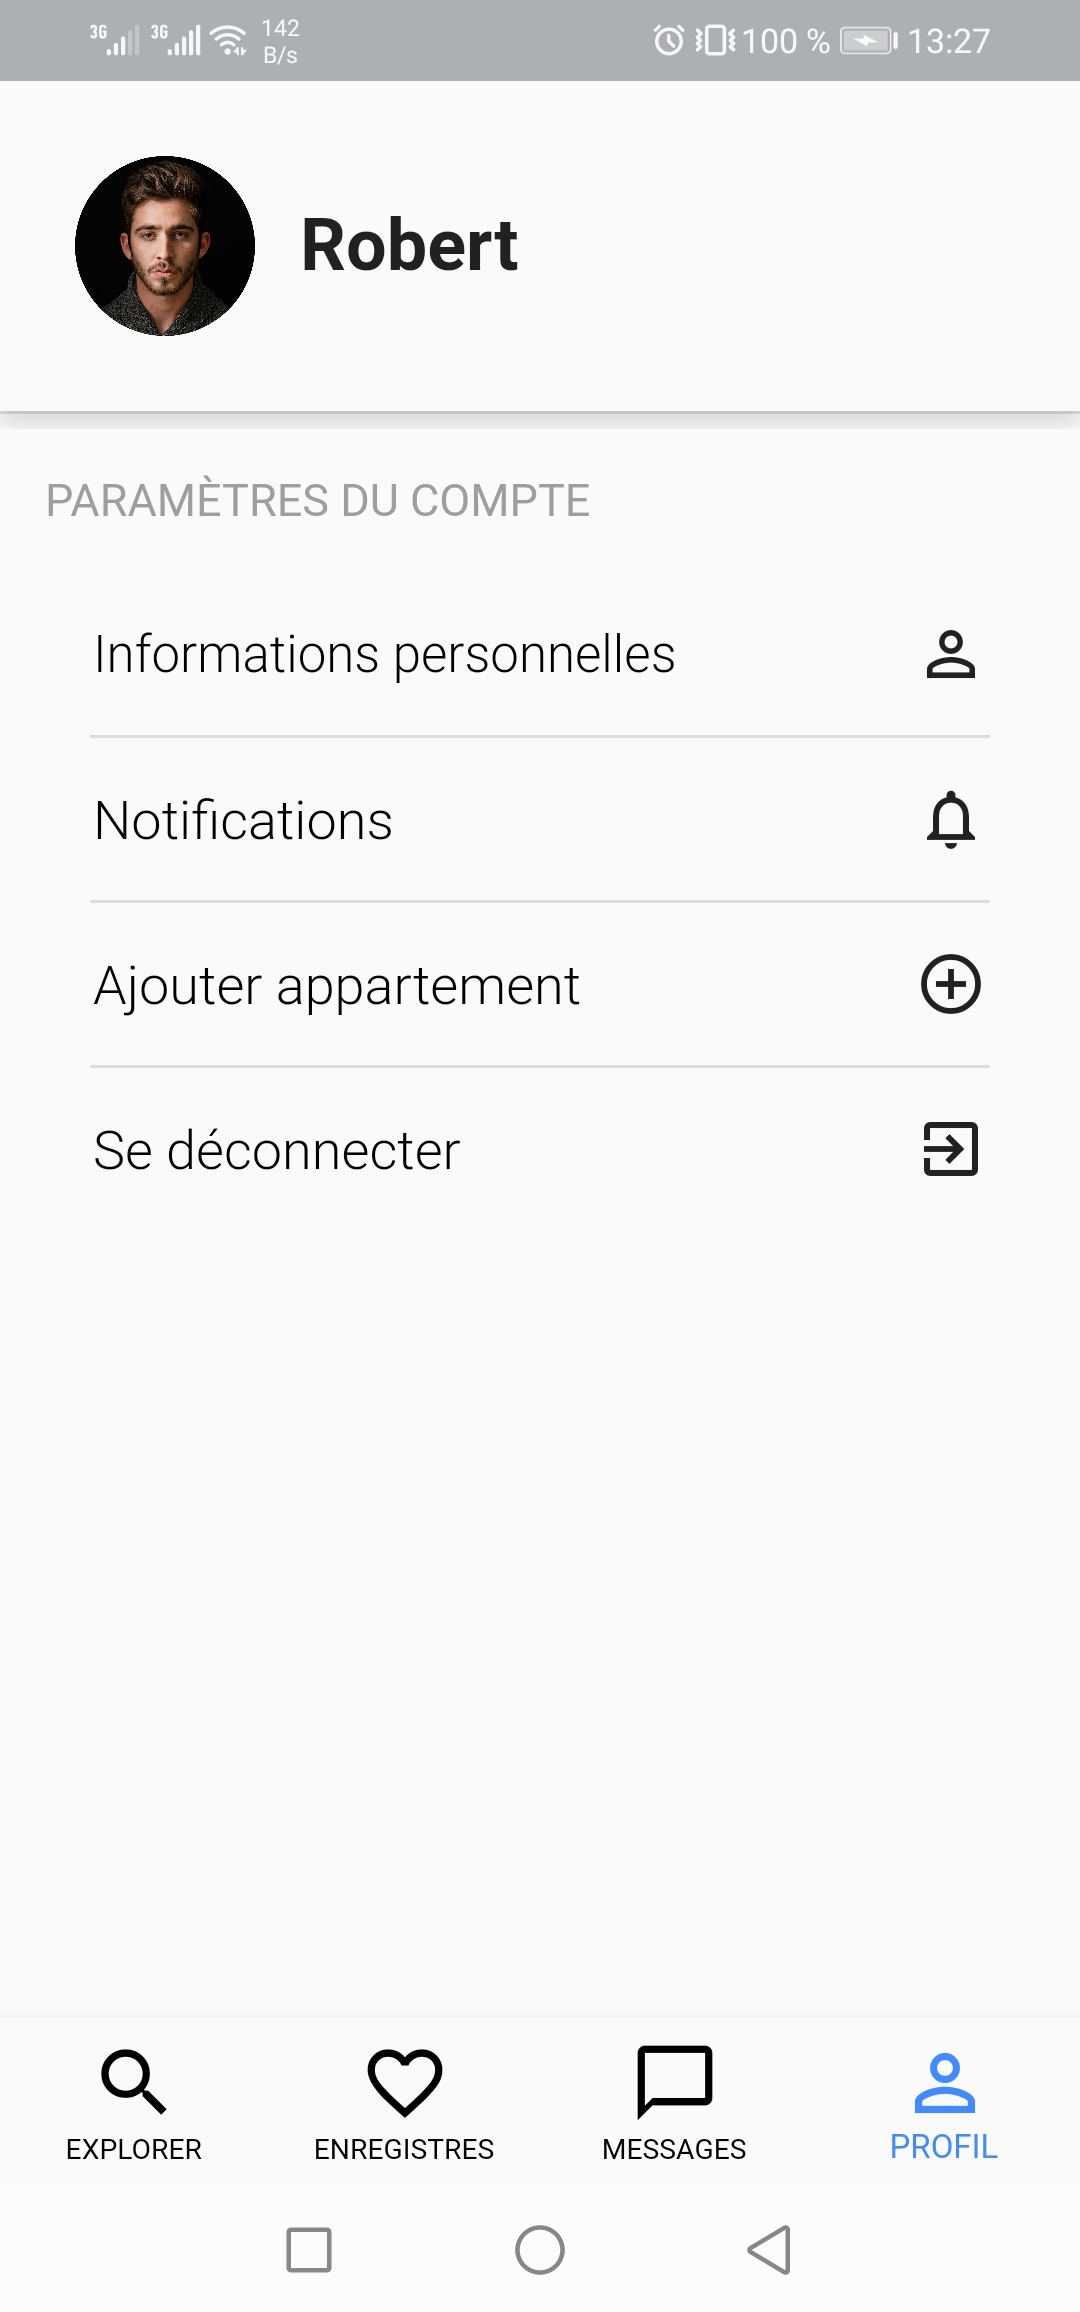 3G 3G 142 B/s 100 % 13:27
Robert
PARAMÈTRES DU COMPTE
Informations personnelles
Notifications
Ajouter appartement
Se déconnecter
EXPLORER ENREGISTRES MESSAGES PROFIL